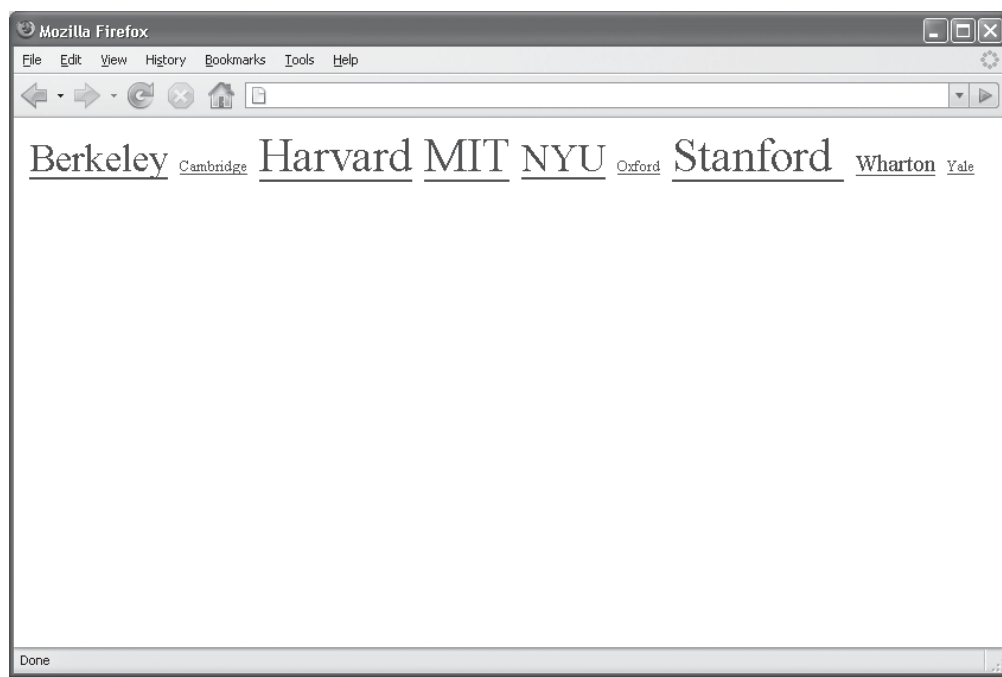 Mozilla Firefox
File Edit View History Bookmarks Tools Help
Berkeley Cambridge Harvard MIT NYU Oxford Stanford Wharton Yale
Done